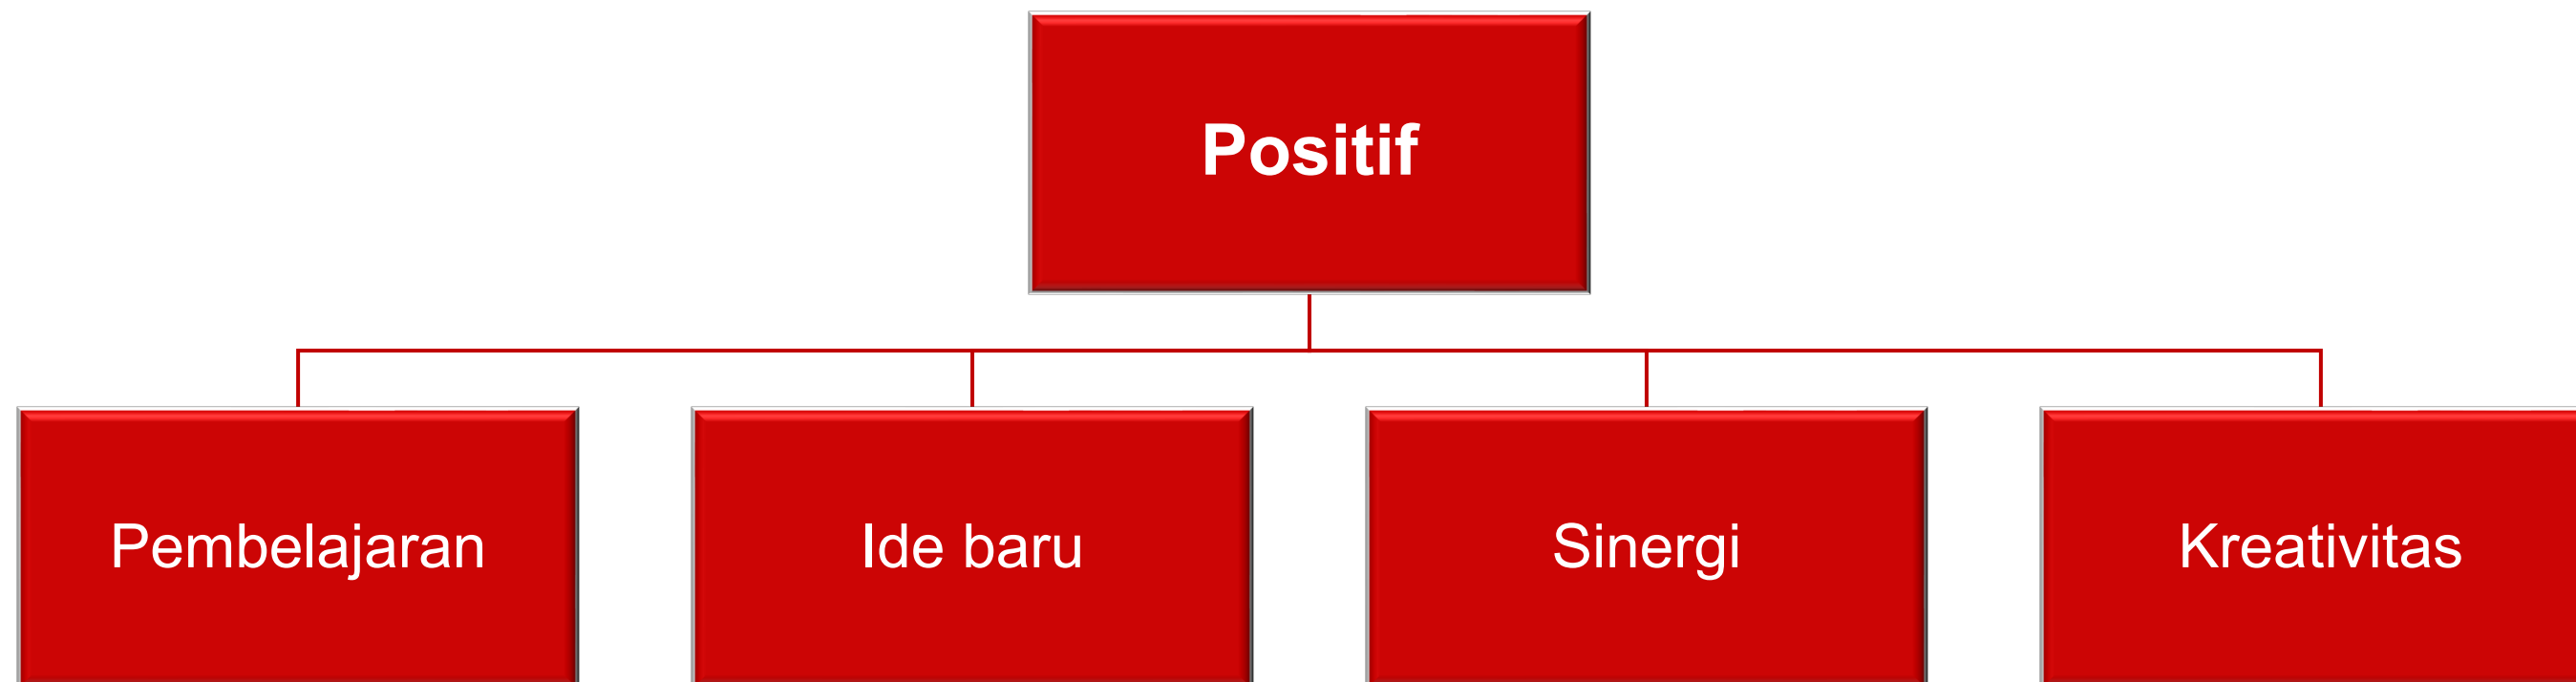 Positif
Pembelajaran
Ide baru
Sinergi
Kreativitas